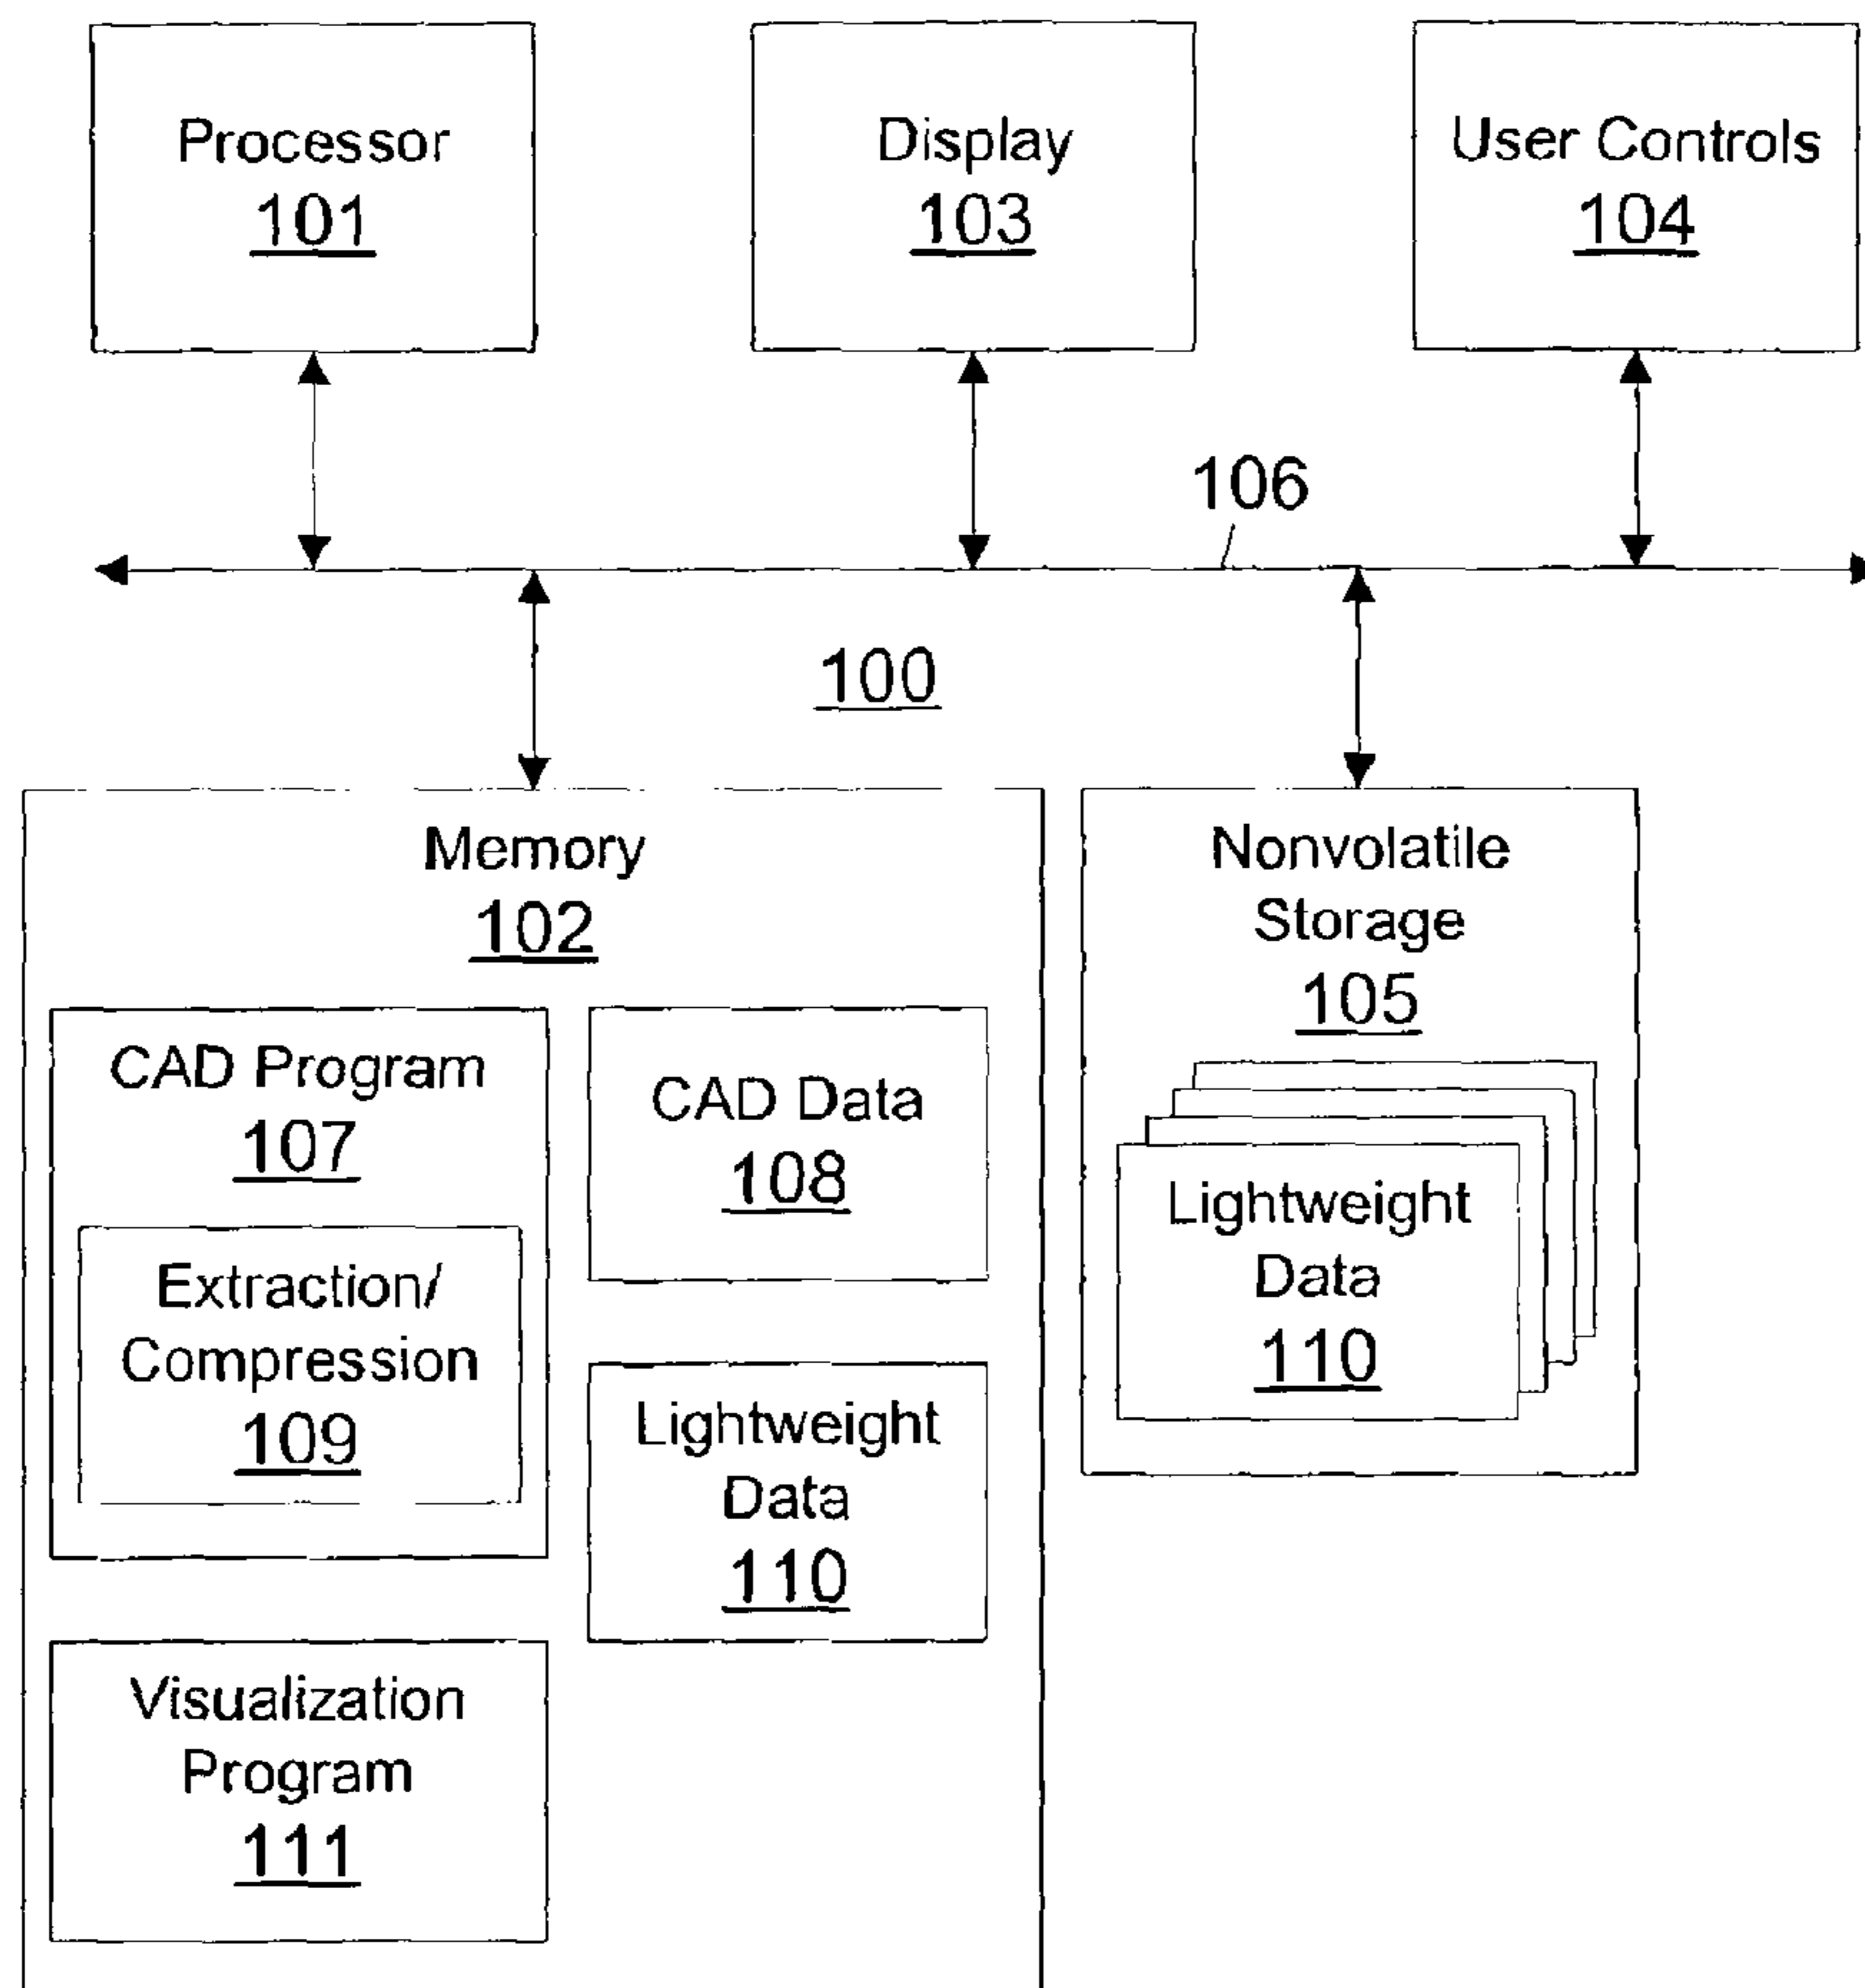 Processor
101
Display
103
User Controls
104
106
100
Memory
102
CAD Program
107
Extraction/
Compression
109
CAD Data
108
Lightweight
Data
110
Visualization
Program
111
Nonvolatile
Storage
105
Lightweight
Data
110